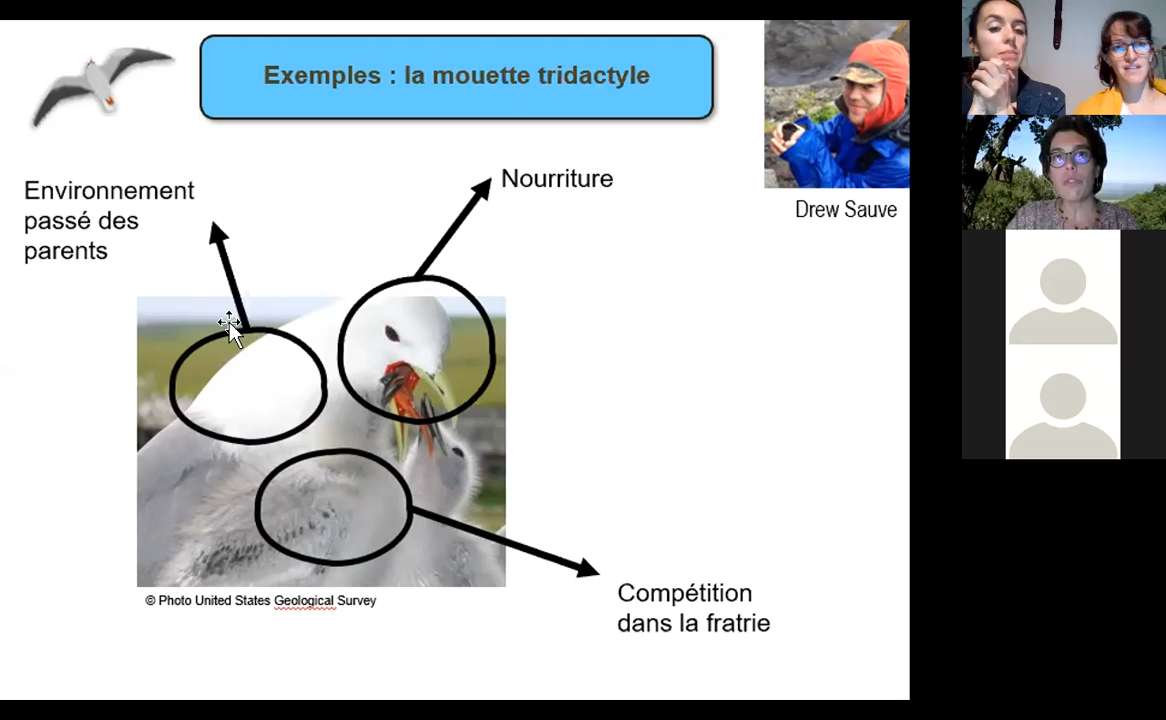 Exemples : la mouette tridactyle
Environnement
passé des
parents
Nourriture
Drew Sauve
© Photo United States Geological Survey
Compétition
dans la fratrie